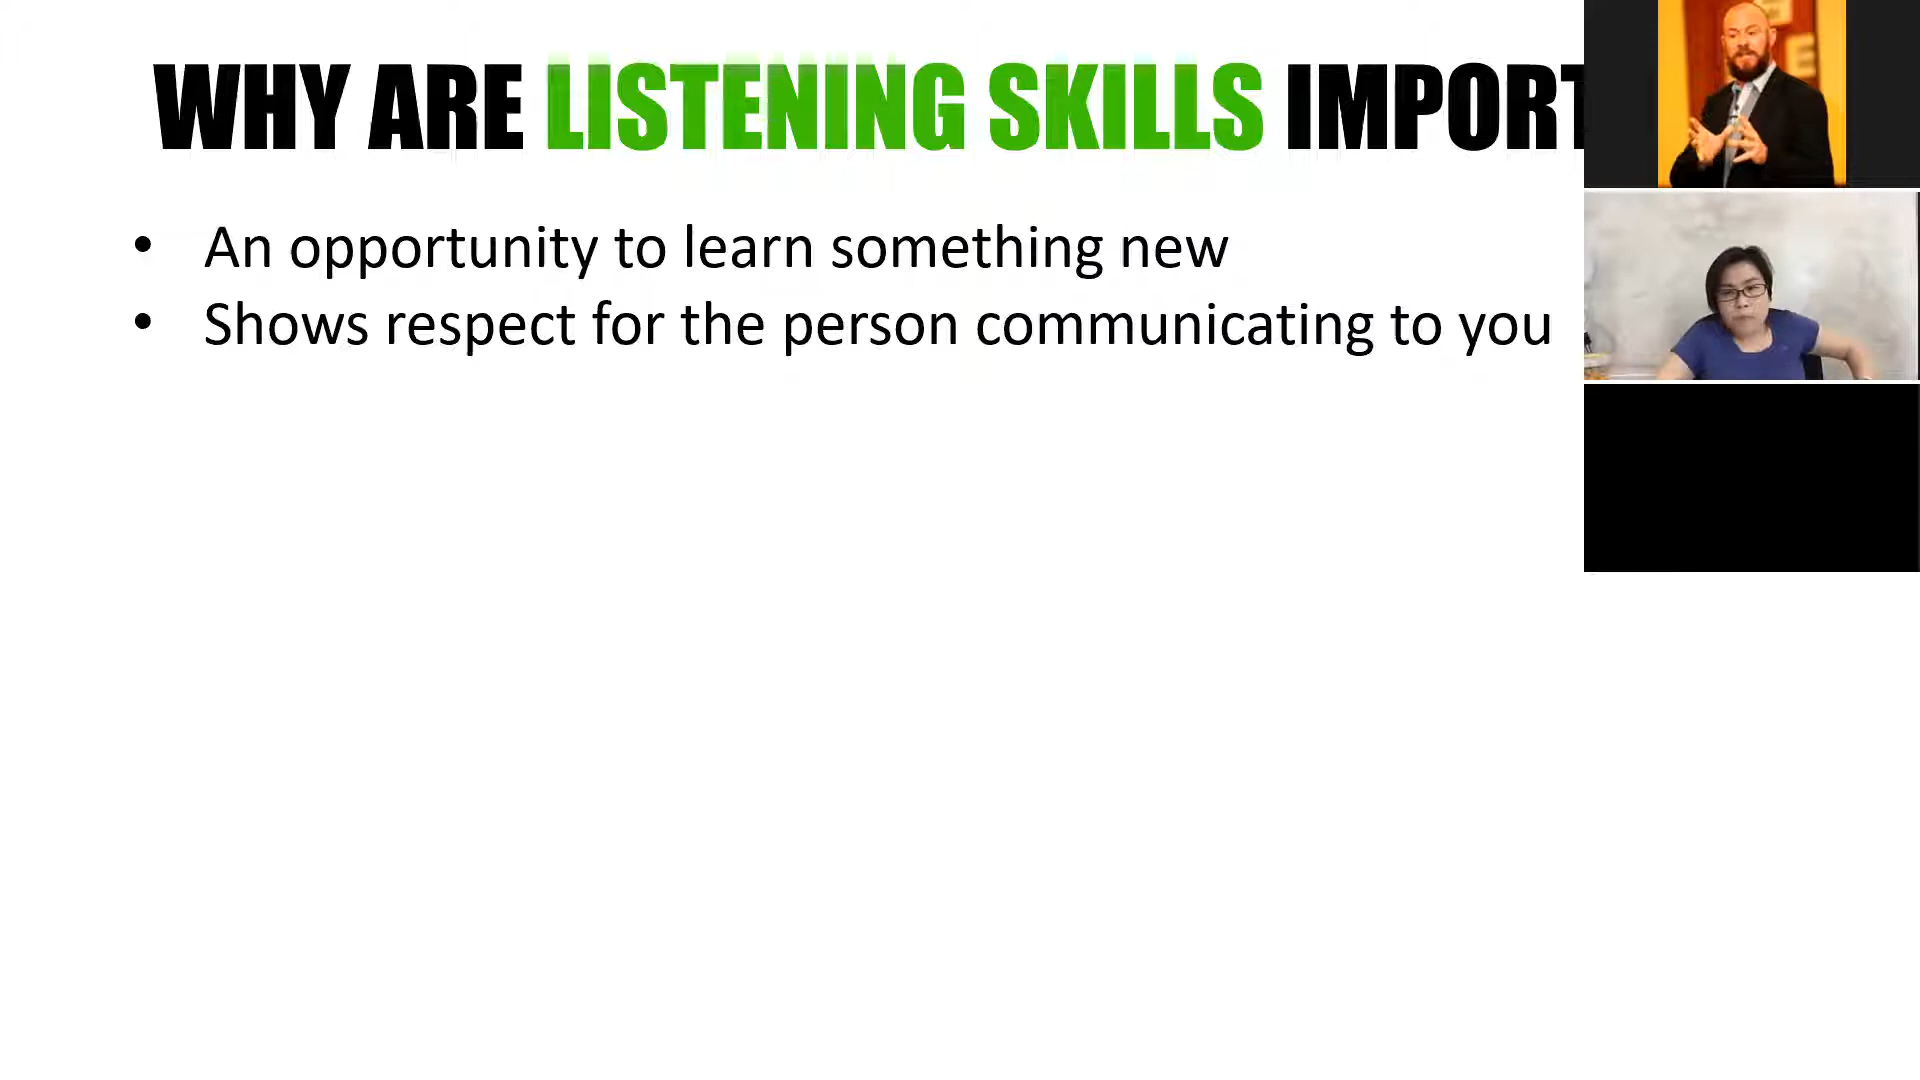 WHY ARE LISTENING SKILLS IMPORT
• An opportunity to learn something new
• Shows respect for the person communicating to you